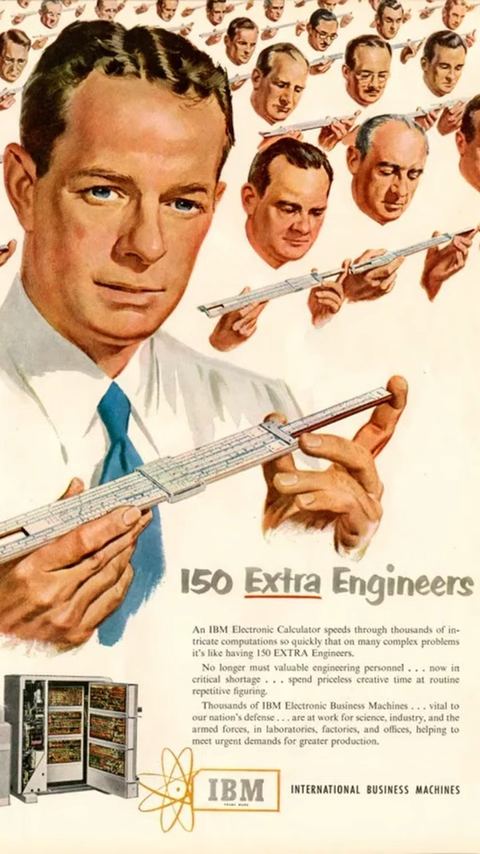 150 Extra Engineers
An IBM Electronic Calculator speeds through thousands of in-
tricate computations so quickly that on many complex problems
it's like having 150 EXTRA Engineers.
No longer must valuable engineering personnel . . . now in
critical shortage . . . spend priceless creative time at routine
repetitive figuring.
Thousands of IBM Electronic Business Machines . . . vital to
our nation's defense . . . are at work for science, industry, and the
armed forces, in laboratories, factories, and offices, helping to
meet urgent demands for greater production.
IBM
TRADE MARK
INTERNATIONAL BUSINESS MACHINES